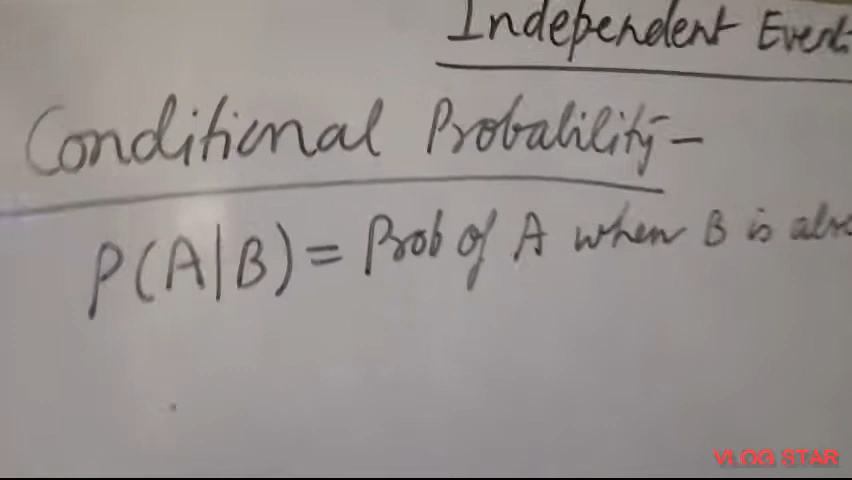 Independent Event
Conditional Probability -
P(A|B) = Prob of A when B is
VLOG STAR